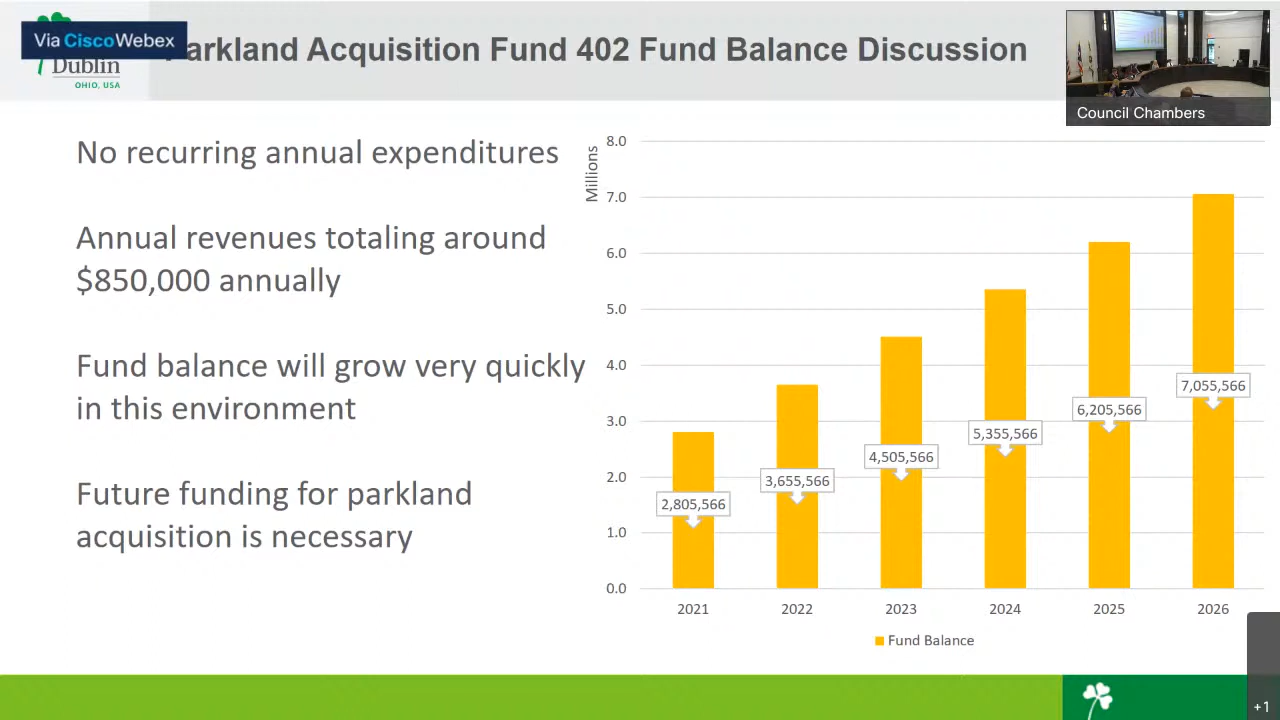 Via Cisco Webex
Parkland Acquisition Fund 402 Fund Balance Discussion
Dublin
OHIO, USA
Council Chambers
No recurring annual expenditures
Annual revenues totaling around
$850,000 annually
Fund balance will grow very quickly
in this environment
Future funding for parkland
acquisition is necessary
Millions
8.0
7.0
6.0
5.0
4.0
3.0
2.0
1.0
0.0
2,805,566
3,655,566
4,505,566
5,355,566
6,205,566
7,055,566
2021 2022 2023 2024 2025 2026
Fund Balance
+1